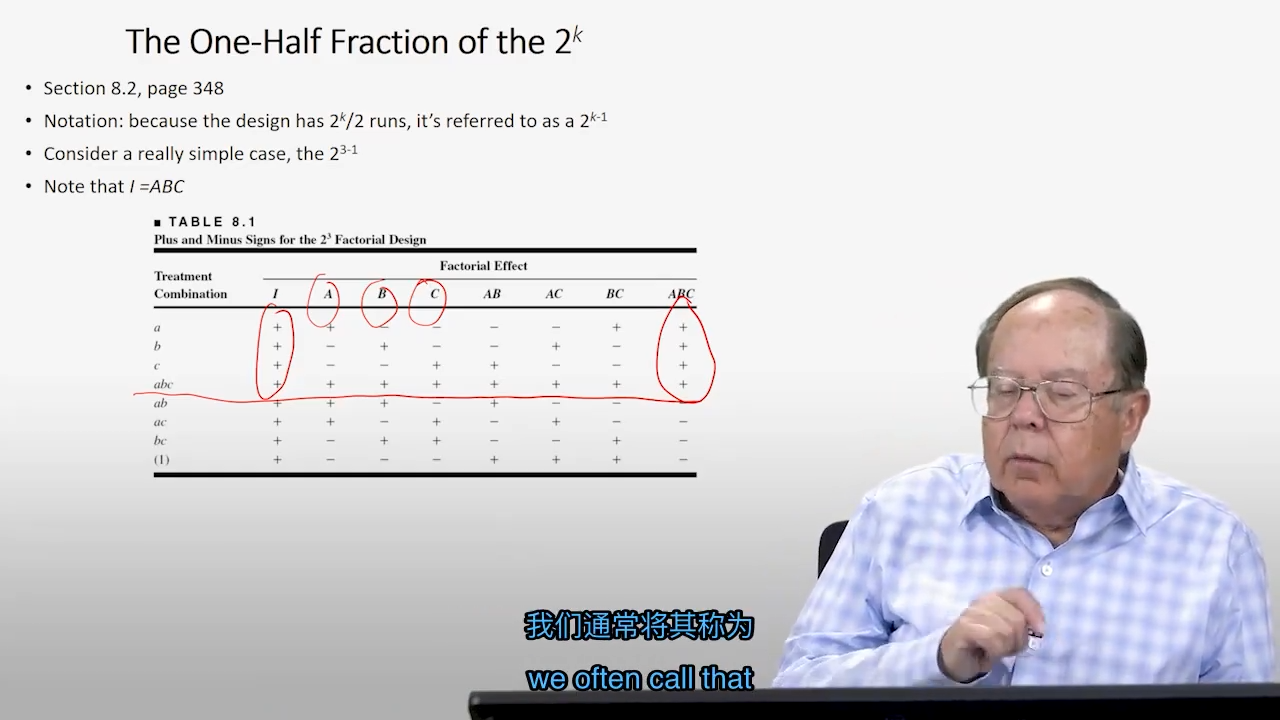 The One-Half Fraction of the 2^k
• Section 8.2, page 348
• Notation: because the design has 2^k/2 runs, it's referred to as a 2^k-1
• Consider a really simple case, the 2^3-1
• Note that I =ABC
■ TABLE 8.1
Plus and Minus Signs for the 2^3 Factorial Design
Factorial Effect
Treatment
Combination I A B C AB AC BC ABC
a + + − − − − + +
b + − + − − + − +
c + − − + + − − +
abc + + + + + + + +
ab + + + − + − − −
ac + + − + − + − −
bc + − + + − − + −
(1) + − − − + + + −
我们通常将其称为
we often call that